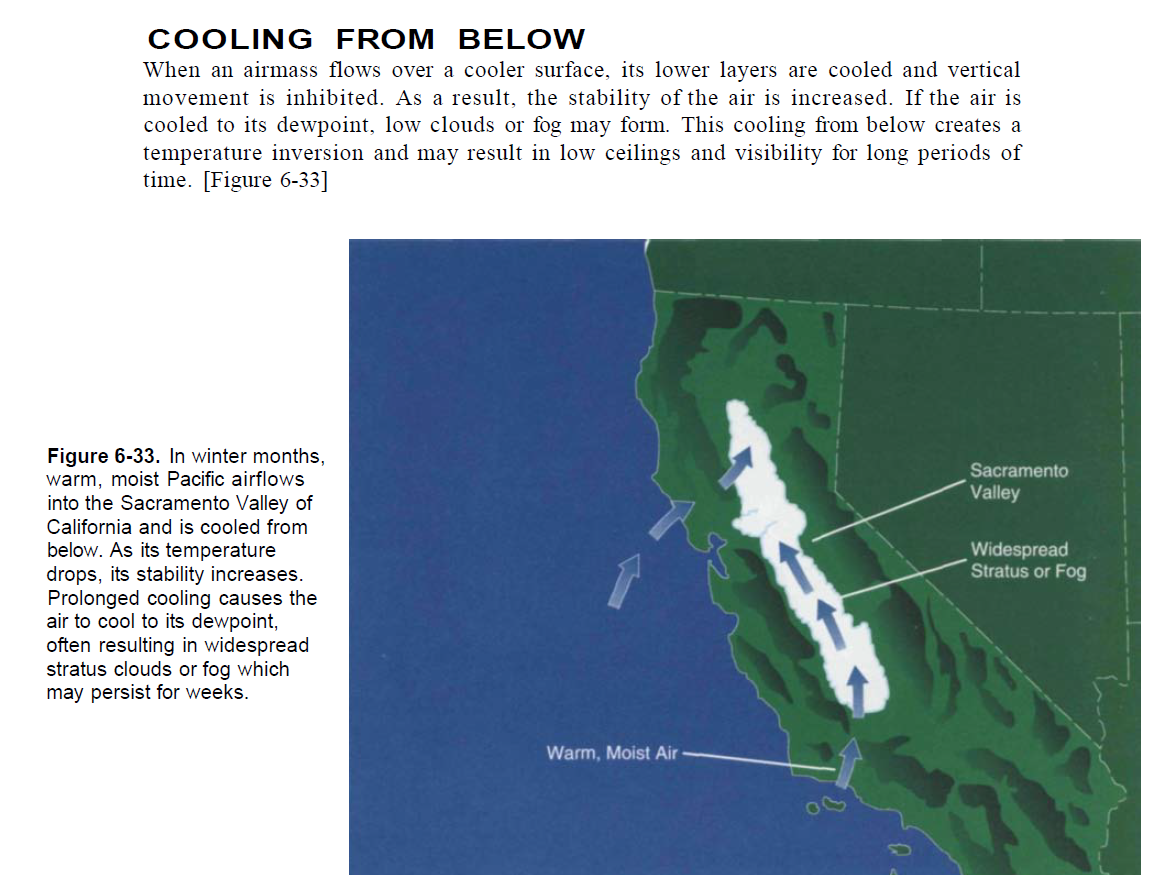 COOLING FROM BELOW
When an airmass flows over a cooler surface, its lower layers are cooled and vertical
movement is inhibited. As a result, the stability of the air is increased. If the air is
cooled to its dewpoint, low clouds or fog may form. This cooling from below creates a
temperature inversion and may result in low ceilings and visibility for long periods of
time. [Figure 6-33]
Figure 6-33. In winter months,
warm, moist Pacific airflows
into the Sacramento Valley of
California and is cooled from
below. As its temperature
drops, its stability increases.
Prolonged cooling causes the
air to cool to its dewpoint,
often resulting in widespread
stratus clouds or fog which
may persist for weeks.
Sacramento
Valley
Widespread
Stratus or Fog
Warm, Moist Air